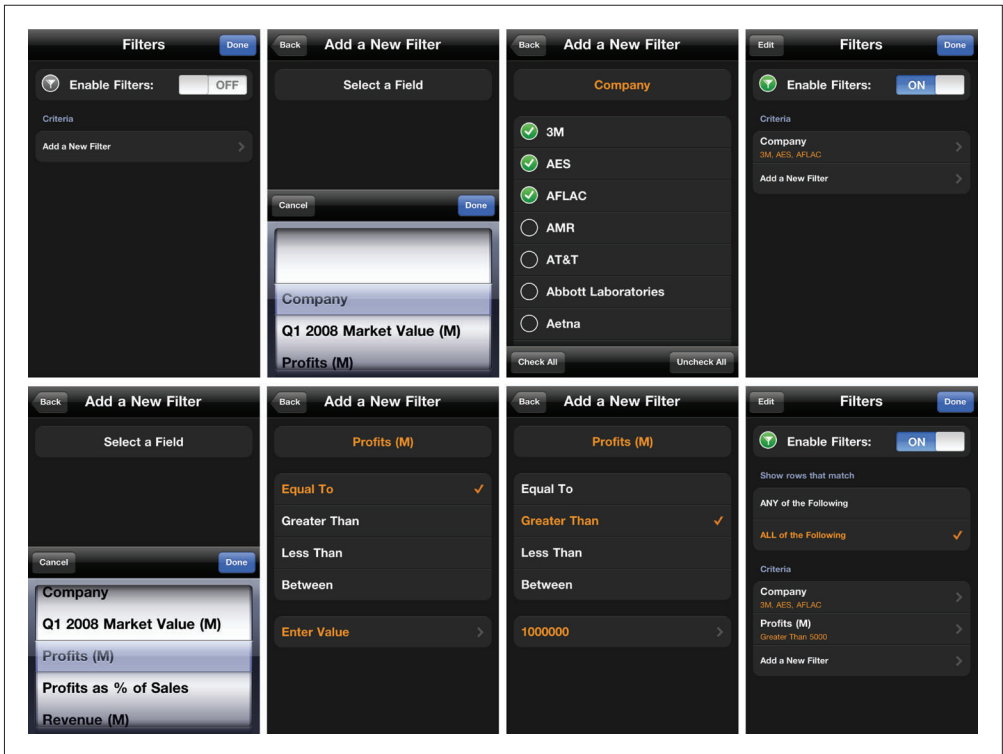 Filters
Done
Enable Filters:
OFF
Criteria
Add a New Filter
Back
Add a New Filter
Select a Field
Cancel
Done
Company
Q1 2008 Market Value (M)
Profits (M)
Back
Add a New Filter
Company
3M
AES
AFLAC
AMR
AT&T
Abbott Laboratories
Aetna
Check All
Uncheck All
Edit
Filters
Done
Enable Filters:
ON
Criteria
Company
3M, AES, AFLAC
Add a New Filter
Back
Add a New Filter
Select a Field
Cancel
Done
Company
Q1 2008 Market Value (M)
Profits (M)
Profits as % of Sales
Revenue (M)
Back
Add a New Filter
Profits (M)
Equal To
Greater Than
Less Than
Between
Enter Value
Back
Add a New Filter
Profits (M)
Equal To
Greater Than
Less Than
Between
1000000
Edit
Filters
Done
Enable Filters:
ON
Show rows that match
ANY of the Following
ALL of the Following
Criteria
Company
3M, AES, AFLAC
Profits (M)
Greater Than 5000
Add a New Filter